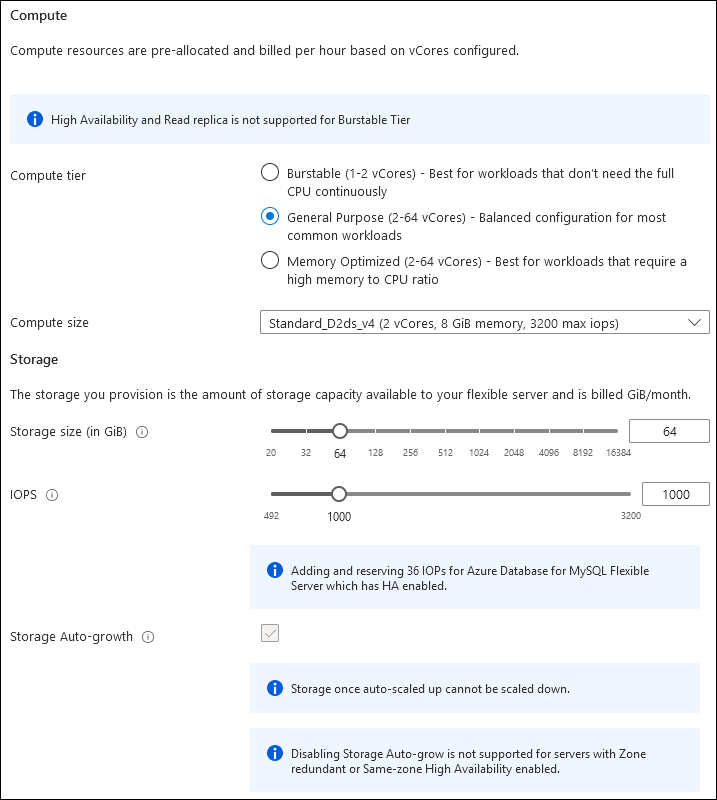 Compute
Compute resources are pre-allocated and billed per hour based on vCores configured.
High Availability and Read replica is not supported for Burstable Tier
Compute tier
Burstable (1-2 vCores) - Best for workloads that don't need the full
CPU continuously
General Purpose (2-64 vCores) - Balanced configuration for most
common workloads
Memory Optimized (2-64 vCores) - Best for workloads that require a
high memory to CPU ratio
Compute size
Standard_D2ds_v4 (2 vCores, 8 GiB memory, 3200 max iops)
Storage
The storage you provision is the amount of storage capacity available to your flexible server and is billed GiB/month.
Storage size (in GiB)
64
20 32 64 128 256 512 1024 2048 4096 8192 16384
IOPS
1000
492 1000 3200
Adding and reserving 36 IOPs for Azure Database for MySQL Flexible
Server which has HA enabled.
Storage Auto-growth
Storage once auto-scaled up cannot be scaled down.
Disabling Storage Auto-grow is not supported for servers with Zone
redundant or Same-zone High Availability enabled.